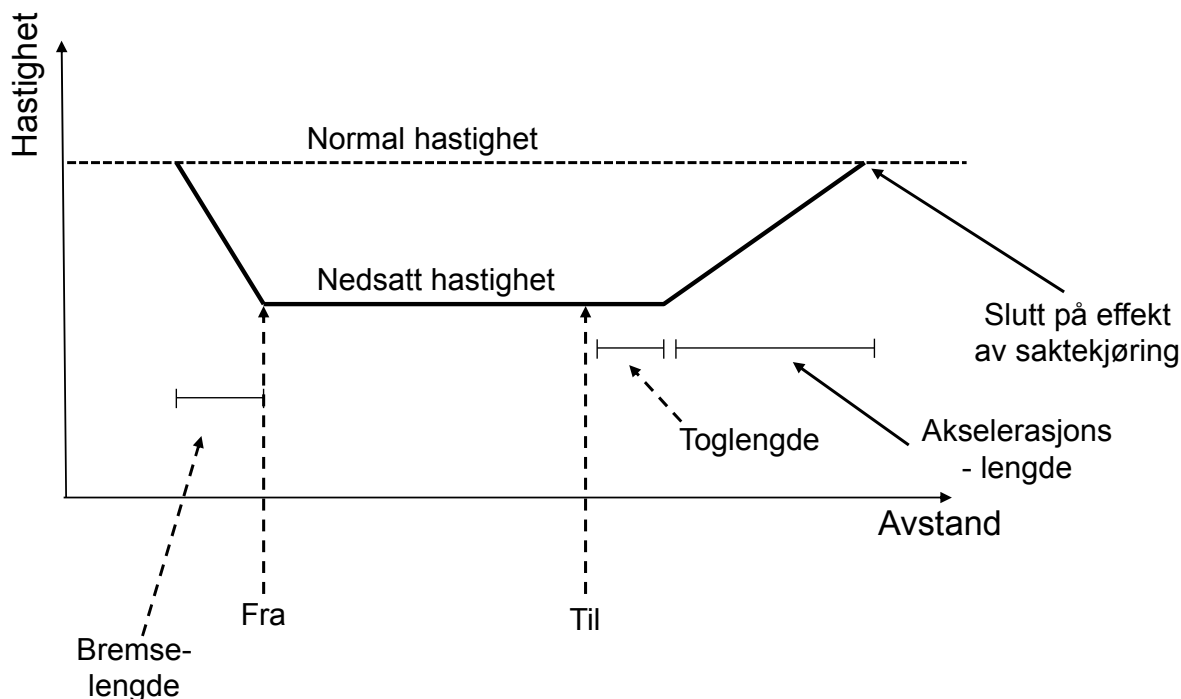 Hastighet
Normal hastighet
Nedsatt hastighet
Slutt på effekt
av saktekjøring
Toglengde
Akselerasjons
- lengde
Avstand
Fra
Til
Bremse-
lengde